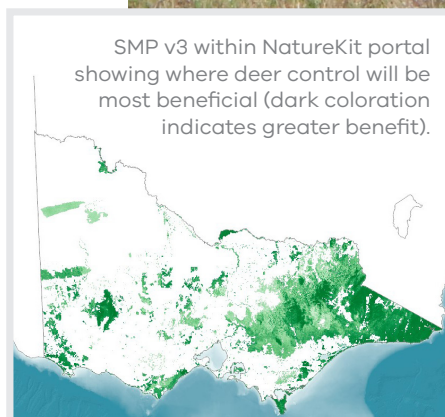 SMP v3 within NatureKit portal
showing where deer control will be
most beneficial (dark coloration
indicates greater benefit).